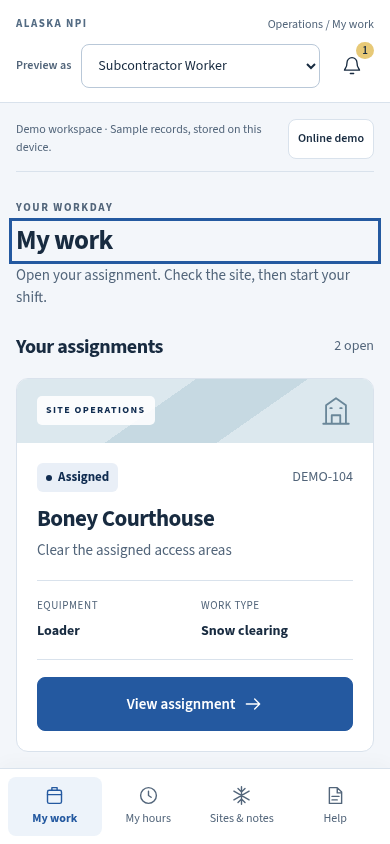 ALASKA NPI
Operations / My work
Preview as
Subcontractor Worker
1
Demo workspace · Sample records, stored on this
device.
Online demo
YOUR WORKDAY
My work
Open your assignment. Check the site, then start your
shift.
Your assignments
2 open
SITE OPERATIONS
Assigned
DEMO-104
Boney Courthouse
Clear the assigned access areas
EQUIPMENT
WORK TYPE
Loader
Snow clearing
View assignment
My work
My hours
Sites & notes
Help